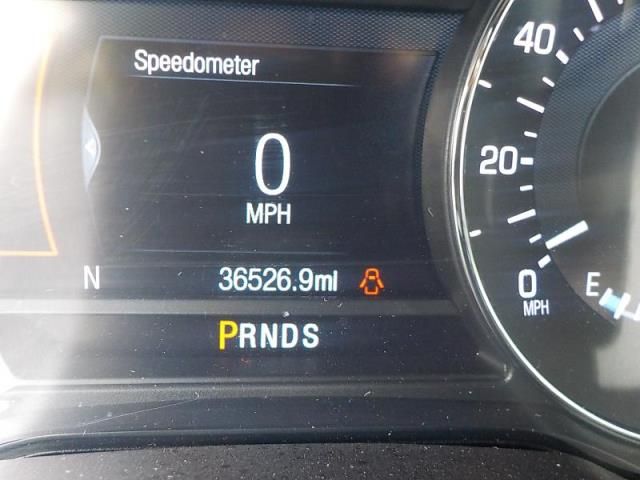 Speedometer
0
MPH
N
36526.9mi
PRNDS
40
20
0
MPH
E